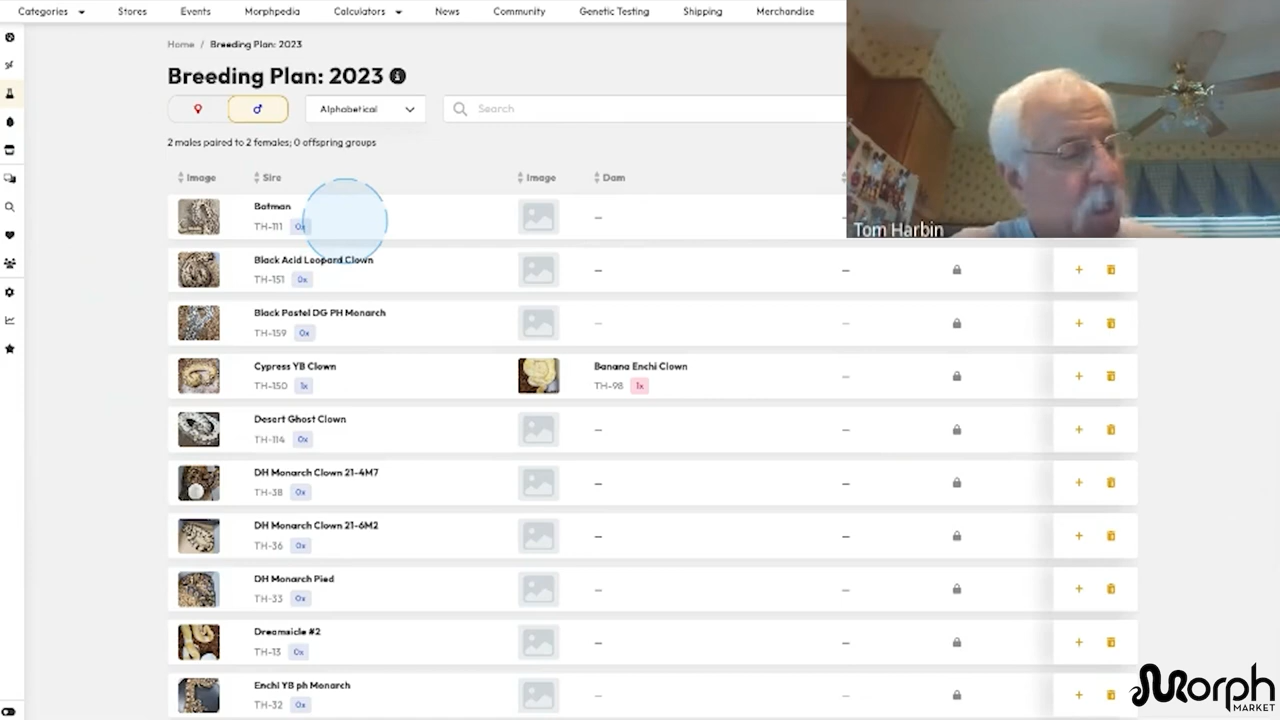 Categories Stores Events Morphpedia Calculators News Community Genetic Testing Shipping Merchandise
Home / Breeding Plan: 2023
Breeding Plan: 2023
Alphabetical Search
2 males paired to 2 females; 0 offspring groups
Image Sire Image Dam
Batman
TH-111 0x
Black Acid Leopard Clown
TH-151 0x
Black Pastel DG PH Monarch
TH-159 0x
Cypress YB Clown Banana Enchi Clown
TH-150 1x TH-98 1x
Desert Ghost Clown
TH-114 0x
DH Monarch Clown 21-4M7
TH-38 0x
DH Monarch Clown 21-6M2
TH-36 0x
DH Monarch Pied
TH-33 0x
Dreamsicle #2
TH-13 0x
Enchi YB ph Monarch
TH-32 0x
Tom Harbin
Morph
MARKET